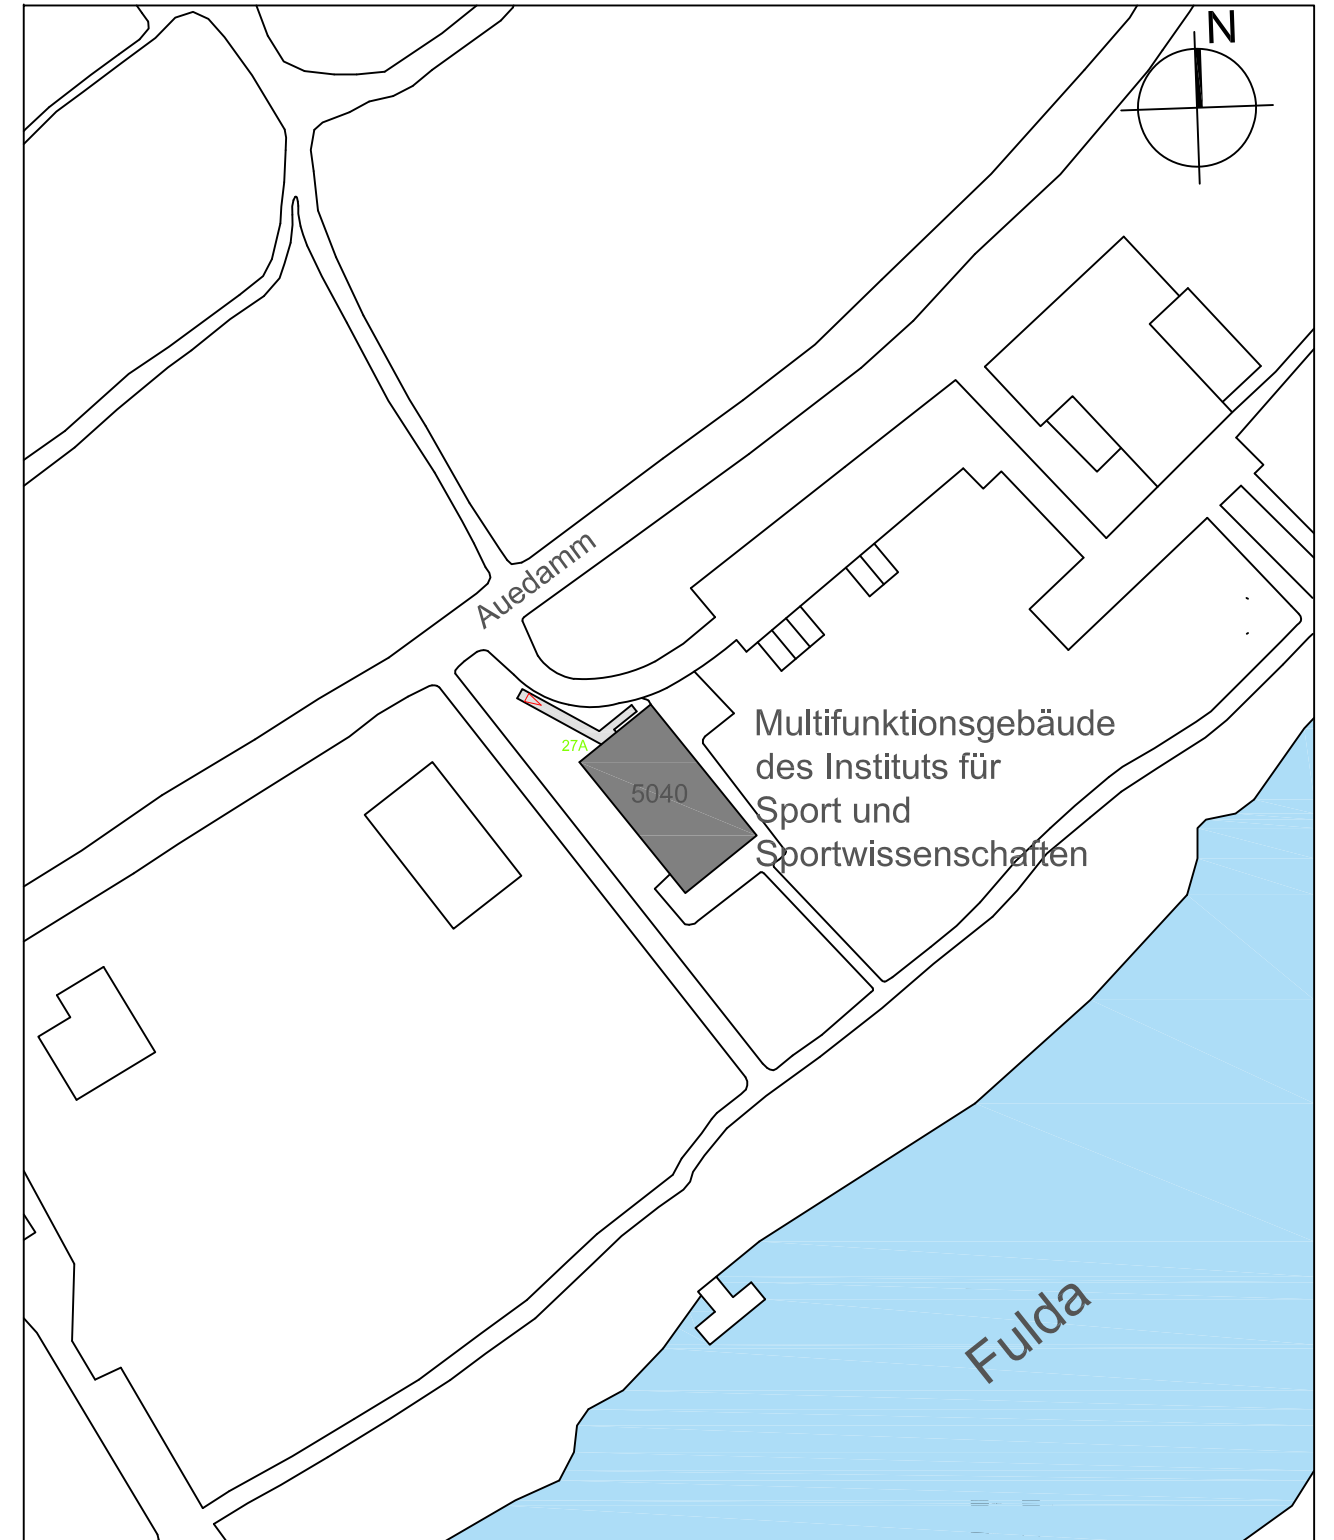 N
Auedamm
27A
5040
Multifunktionsgebäude
des Instituts für
Sport und
Sportwissenschaften
Fulda